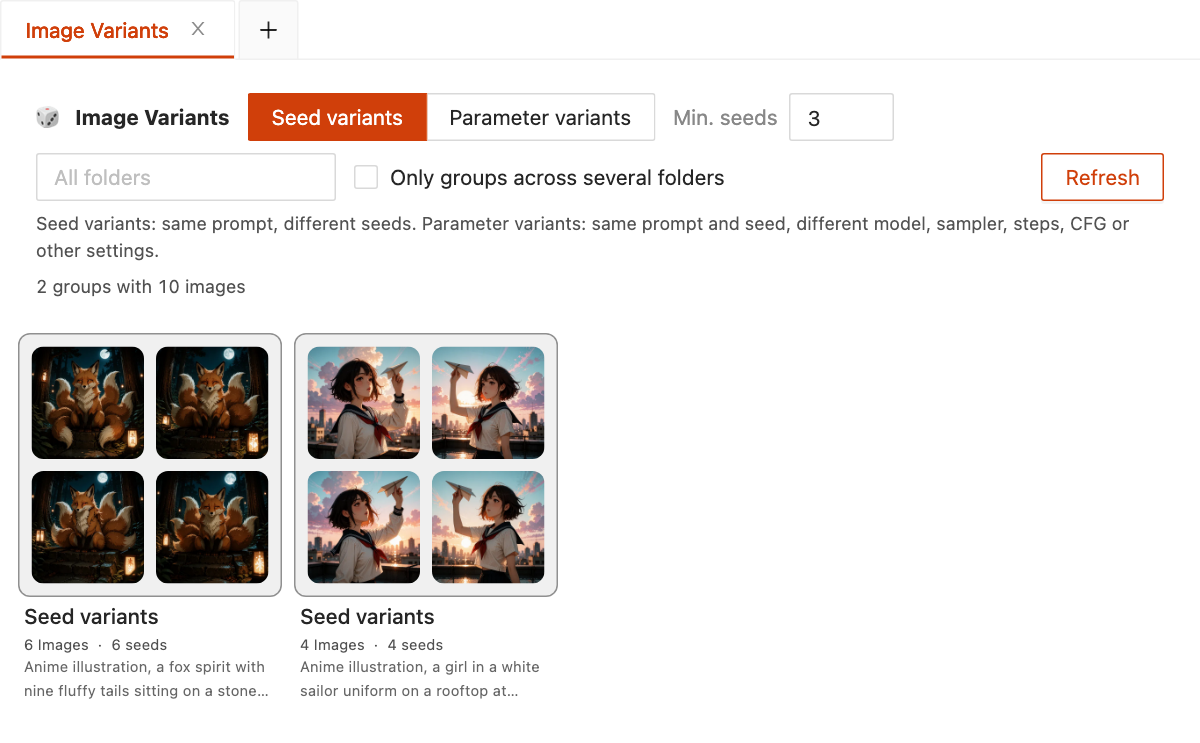 Image Variants
Image Variants
Seed variants
Parameter variants
Min. seeds
3
All folders
Only groups across several folders
Refresh
Seed variants: same prompt, different seeds. Parameter variants: same prompt and seed, different model, sampler, steps, CFG or
other settings.
2 groups with 10 images
Seed variants
6 Images · 6 seeds
Anime illustration, a fox spirit with
nine fluffy tails sitting on a stone...
Seed variants
4 Images · 4 seeds
Anime illustration, a girl in a white
sailor uniform on a rooftop at...